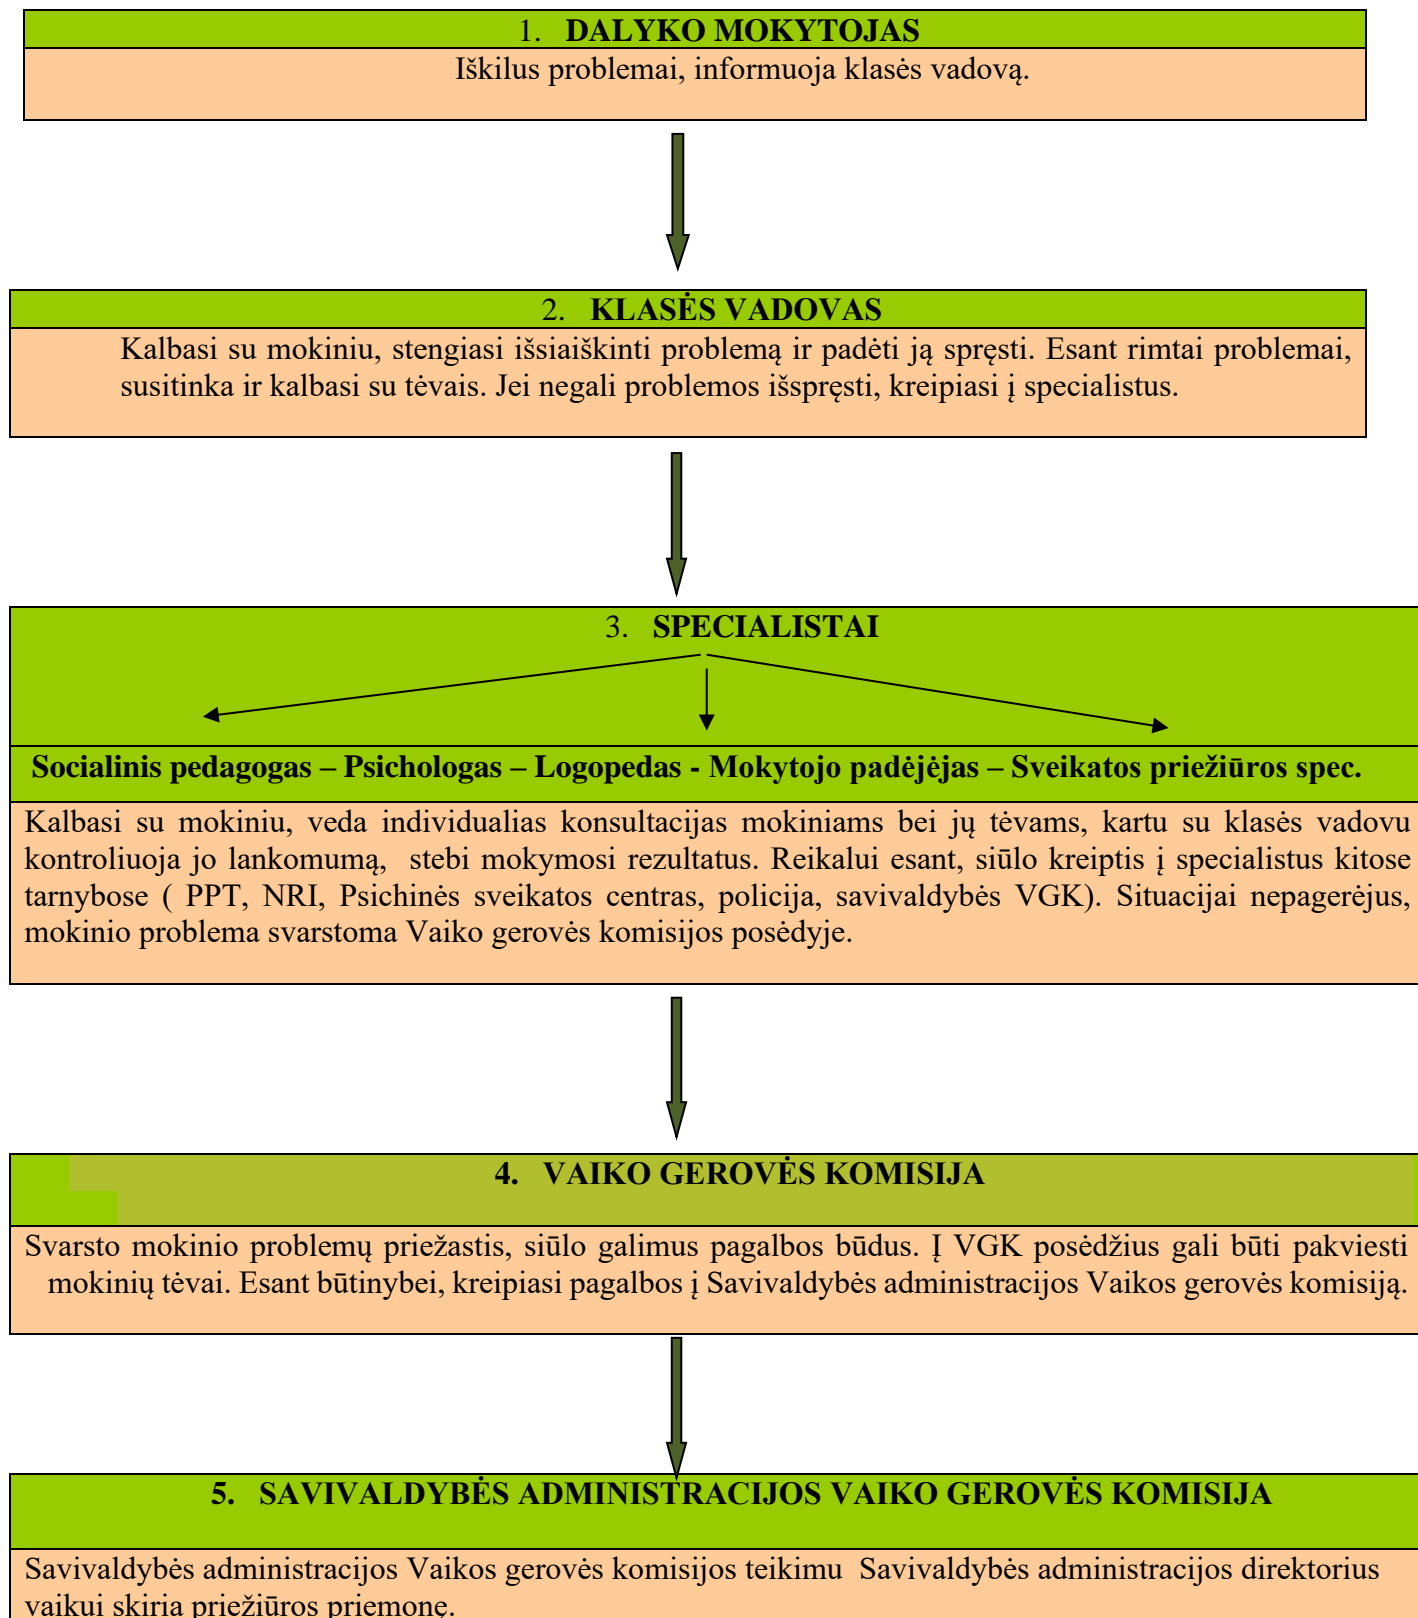 1. DALYKO MOKYTOJAS
Iškilus problemai, informuoja klasės vadovą.
2. KLASĖS VADOVAS
Kalbasi su mokiniu, stengiasi išsiaiškinti problemą ir padėti ją spręsti. Esant rimtai problemai,
susitinka ir kalbasi su tėvais. Jei negali problemos išspręsti, kreipiasi į specialistus.
3. SPECIALISTAI
Socialinis pedagogas – Psichologas – Logopedas - Mokytojo padėjėjas – Sveikatos priežiūros spec.
Kalbasi su mokiniu, veda individualias konsultacijas mokiniams bei jų tėvams, kartu su klasės vadovu
kontroliuoja jo lankomumą, stebi mokymosi rezultatus. Reikalui esant, siūlo kreiptis į specialistus kitose
tarnybose ( PPT, NRI, Psichinės sveikatos centras, policija, savivaldybės VGK). Situacijai nepagerėjus,
mokinio problema svarstoma Vaiko gerovės komisijos posėdyje.
4. VAIKO GEROVĖS KOMISIJA
Svarsto mokinio problemų priežastis, siūlo galimus pagalbos būdus. Į VGK posėdžius gali būti pakviesti
mokinių tėvai. Esant būtinybei, kreipiasi pagalbos į Savivaldybės administracijos Vaikos gerovės komisiją.
5. SAVIVALDYBĖS ADMINISTRACIJOS VAIKO GEROVĖS KOMISIJA
Savivaldybės administracijos Vaikos gerovės komisijos teikimu Savivaldybės administracijos direktorius
vaikui skiria priežiūros priemonę.